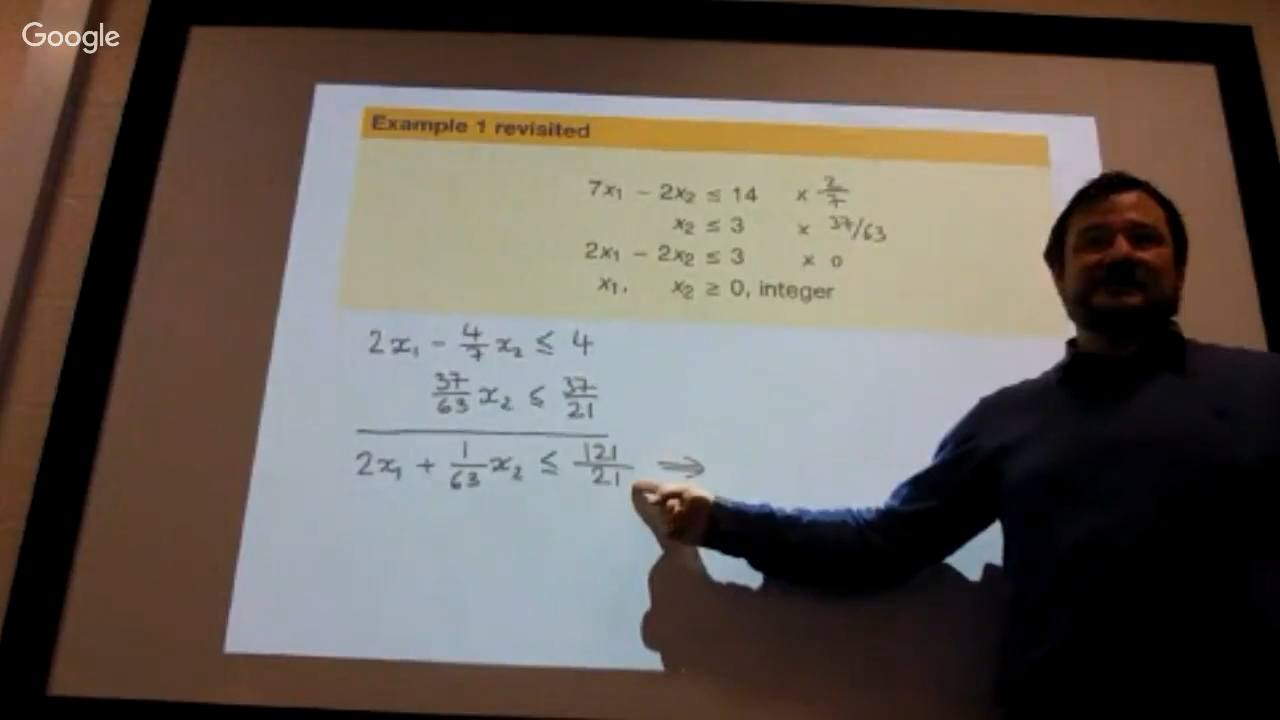 Google
Example 1 revisited
7x₁ − 2x₂ ≤ 14 × 2/7
x₂ ≤ 3 × 37/63
2x₁ − 2x₂ ≤ 3 × 0
x₁, x₂ ≥ 0, integer
2x₁ − 4/7 x₂ ≤ 4
37/63 x₂ ≤ 37/21
2x₁ + 1/63 x₂ ≤ 121/21 ⇒